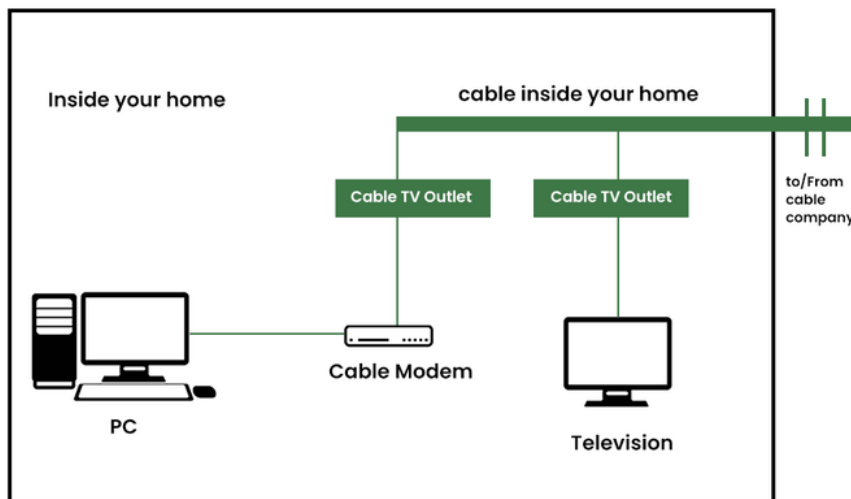 Inside your home
cable inside your home
Cable TV Outlet
Cable TV Outlet
to/From
cable
company
Cable Modem
PC
Television